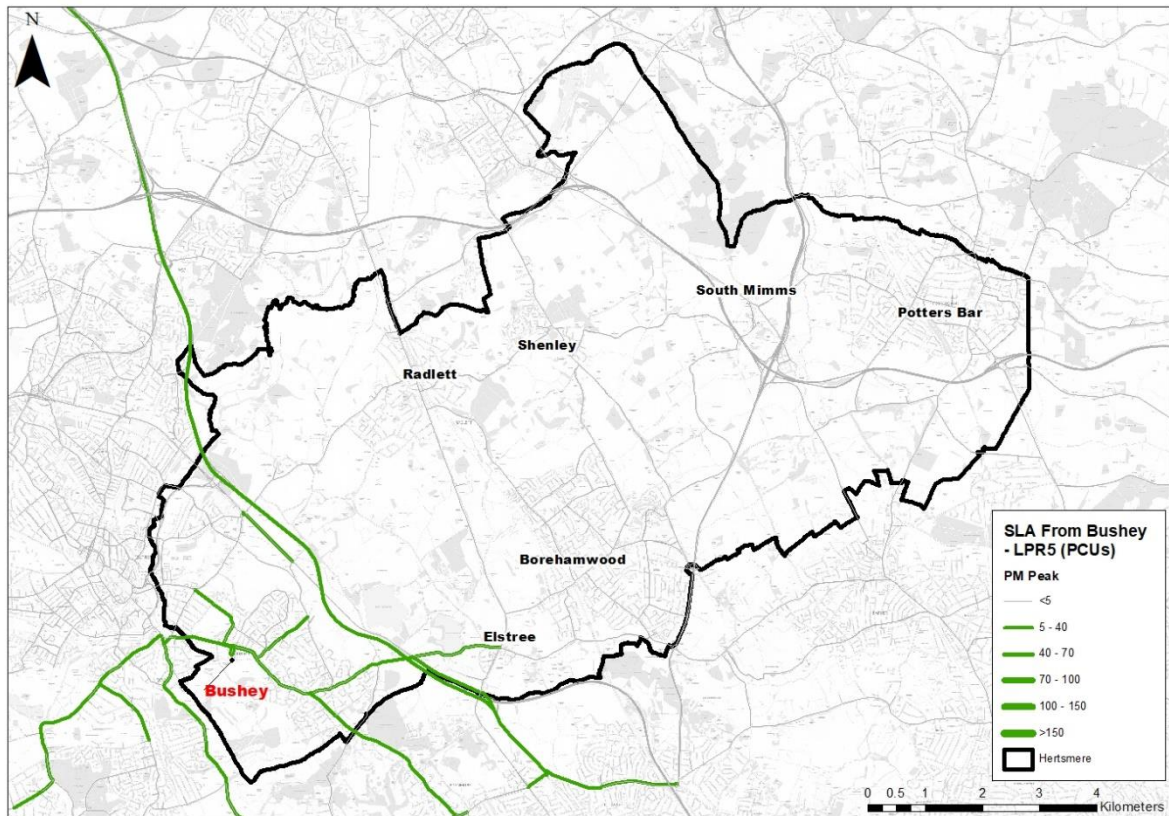 N
South Mimms
Potters Bar
Shenley
Radlett
Borehamwood
Elstree
Bushey
SLA From Bushey
- LPR5 (PCUs)
PM Peak
<5
5 - 40
40 - 70
70 - 100
100 - 150
>150
Hertsmere
0 0.5 1 2 3 4
Kilometers